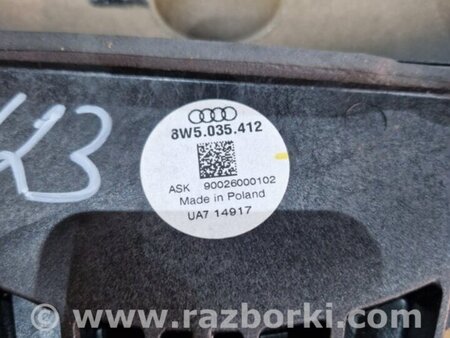 8W5.035.412
ASK 90026000102
Made in Poland
UA7 14917
www.razborki.com